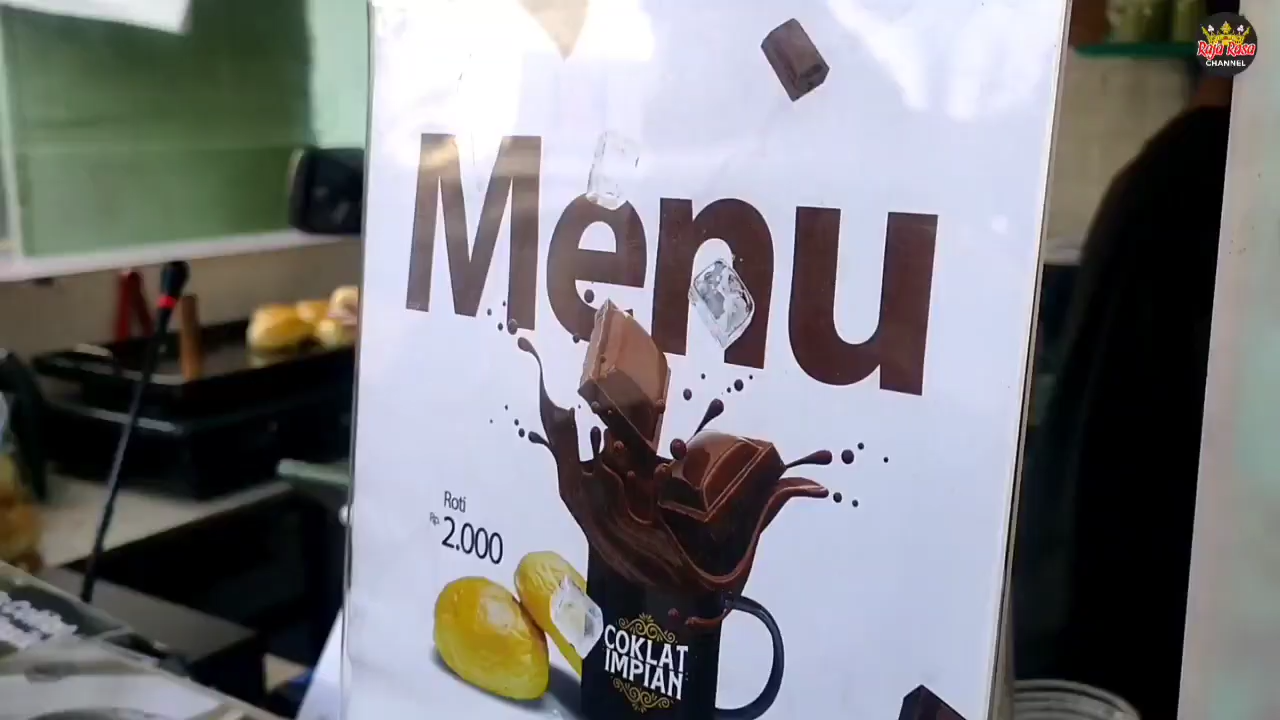 Raja Rasa
CHANNEL
Menu
Roti
Rp.
2.000
COKLAT
IMPIAN